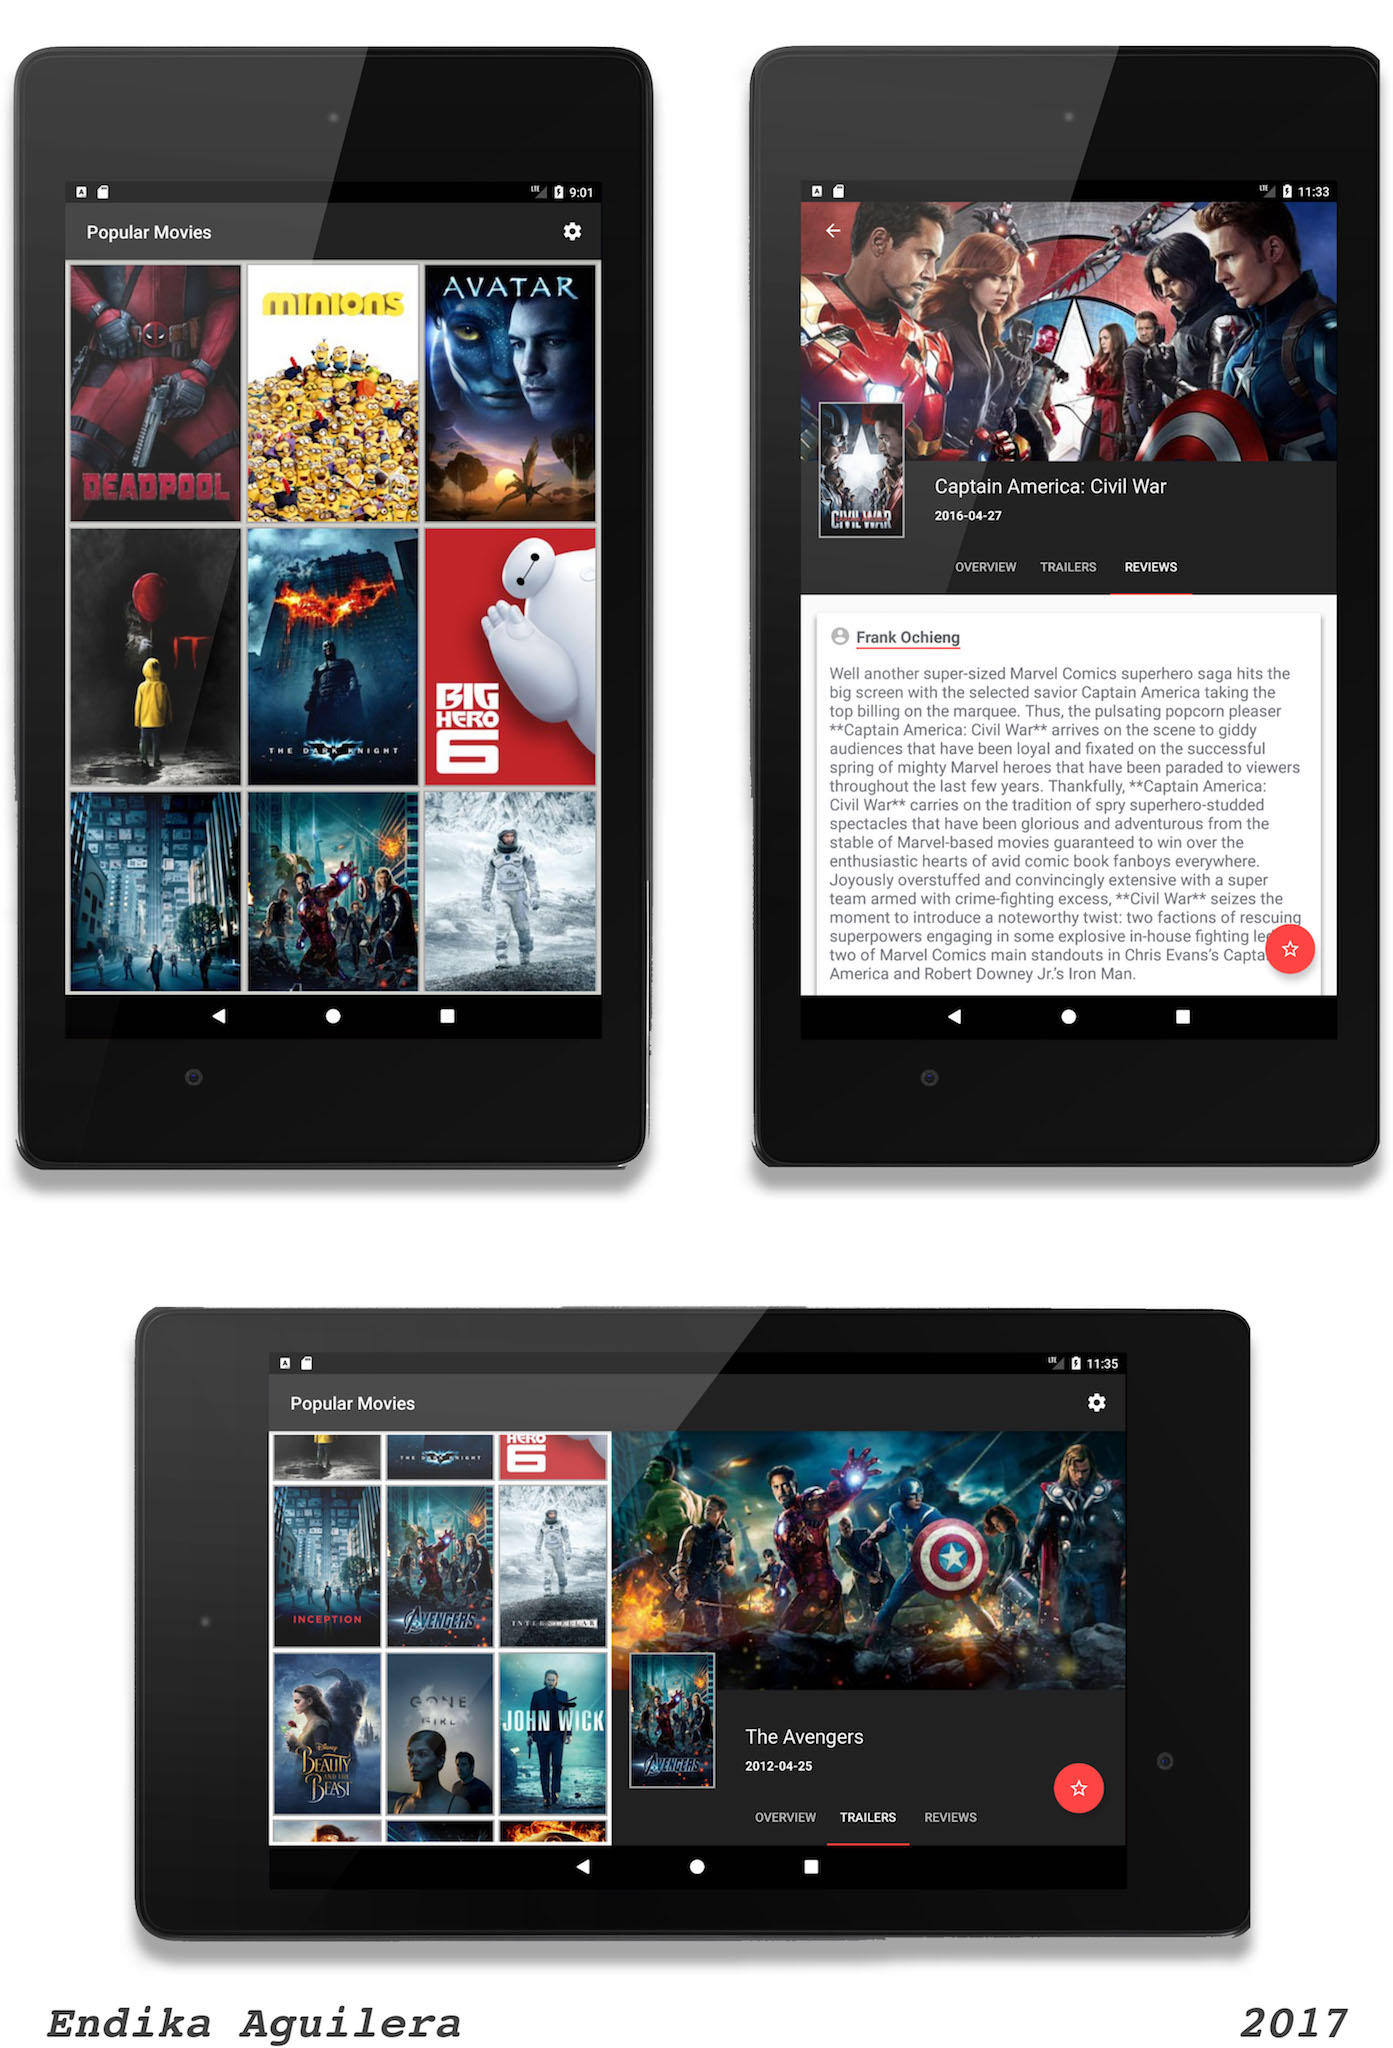 9:01
Popular Movies
DEADPOOL
minions
AVATAR
IT
THE DARK KNIGHT
BIG
HERO
6
LTE
11:33
CIVIL WAR
Captain America: Civil War
2016-04-27
OVERVIEW TRAILERS REVIEWS
Frank Ochieng
Well another super-sized Marvel Comics superhero saga hits the
big screen with the selected savior Captain America taking the
top billing on the marquee. Thus, the pulsating popcorn pleaser
**Captain America: Civil War** arrives on the scene to giddy
audiences that have been loyal and fixated on the successful
spring of mighty Marvel heroes that have been paraded to viewers
throughout the last few years. Thankfully, **Captain America:
Civil War** carries on the tradition of spry superhero-studded
spectacles that have been glorious and adventurous from the
stable of Marvel-based movies guaranteed to win over the
enthusiastic hearts of avid comic book fanboys everywhere.
Joyously overstuffed and convincingly extensive with a super
team armed with crime-fighting excess, **Civil War** seizes the
moment to introduce a noteworthy twist: two factions of rescuing
superpowers engaging in some explosive in-house fighting
two of Marvel Comics main standouts in Chris Evans's
America and Robert Downey Jr.'s Iron Man.
LTE
11:35
Popular Movies
THE DARK KNIGHT
HERO
6
INCEPTION
AVENGERS
INTERSTELLAR
Disney
BEAUTY
AND THE
BEAST
GONE
GIRL
JOHN WICK
AVENGERS
The Avengers
2012-04-25
OVERVIEW TRAILERS REVIEWS
Endika Aguilera
2017